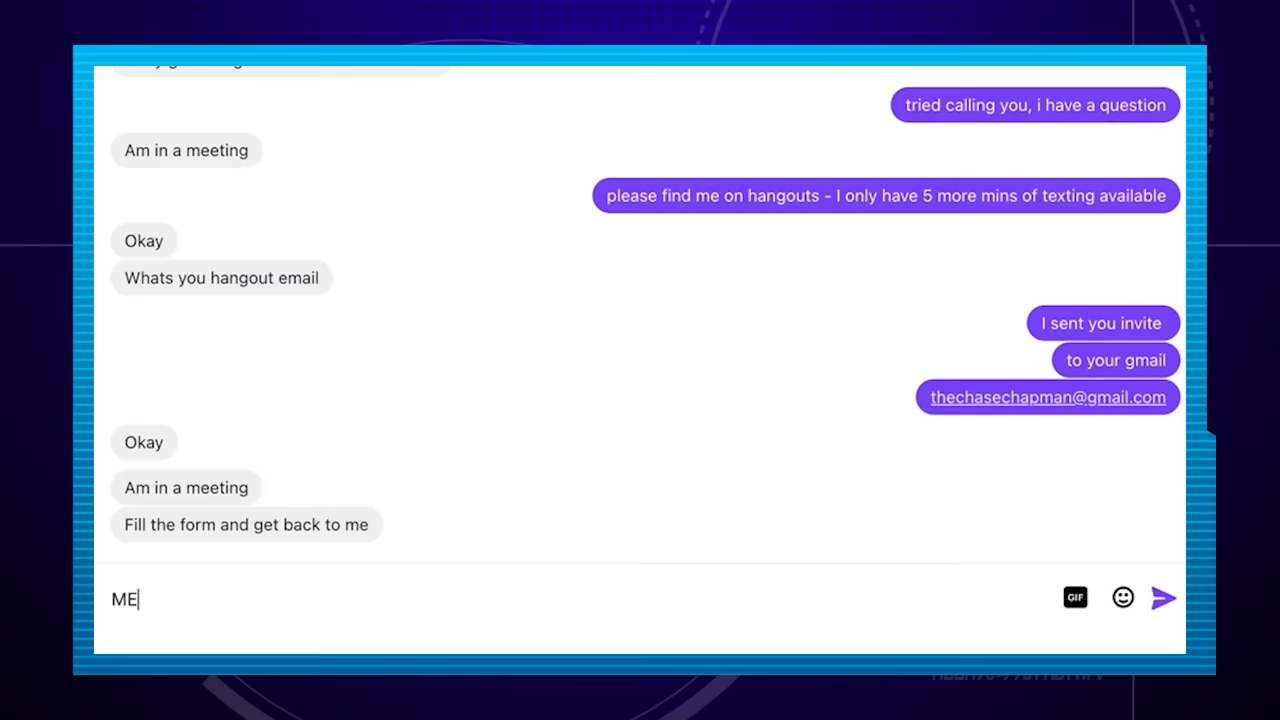 tried calling you, i have a question
Am in a meeting
please find me on hangouts - I only have 5 more mins of texting available
Okay
Whats you hangout email
I sent you invite
to your gmail
thechasechapman@gmail.com
Okay
Am in a meeting
Fill the form and get back to me
ME
GIF